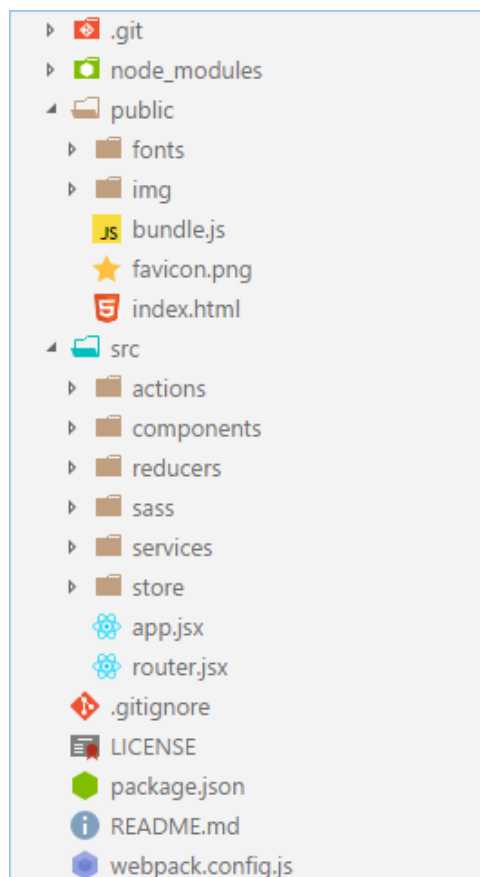 .git
node_modules
public
fonts
img
JS bundle.js
favicon.png
5 index.html
src
actions
components
reducers
sass
services
store
app.jsx
router.jsx
.gitignore
LICENSE
package.json
i README.md
webpack.config.js